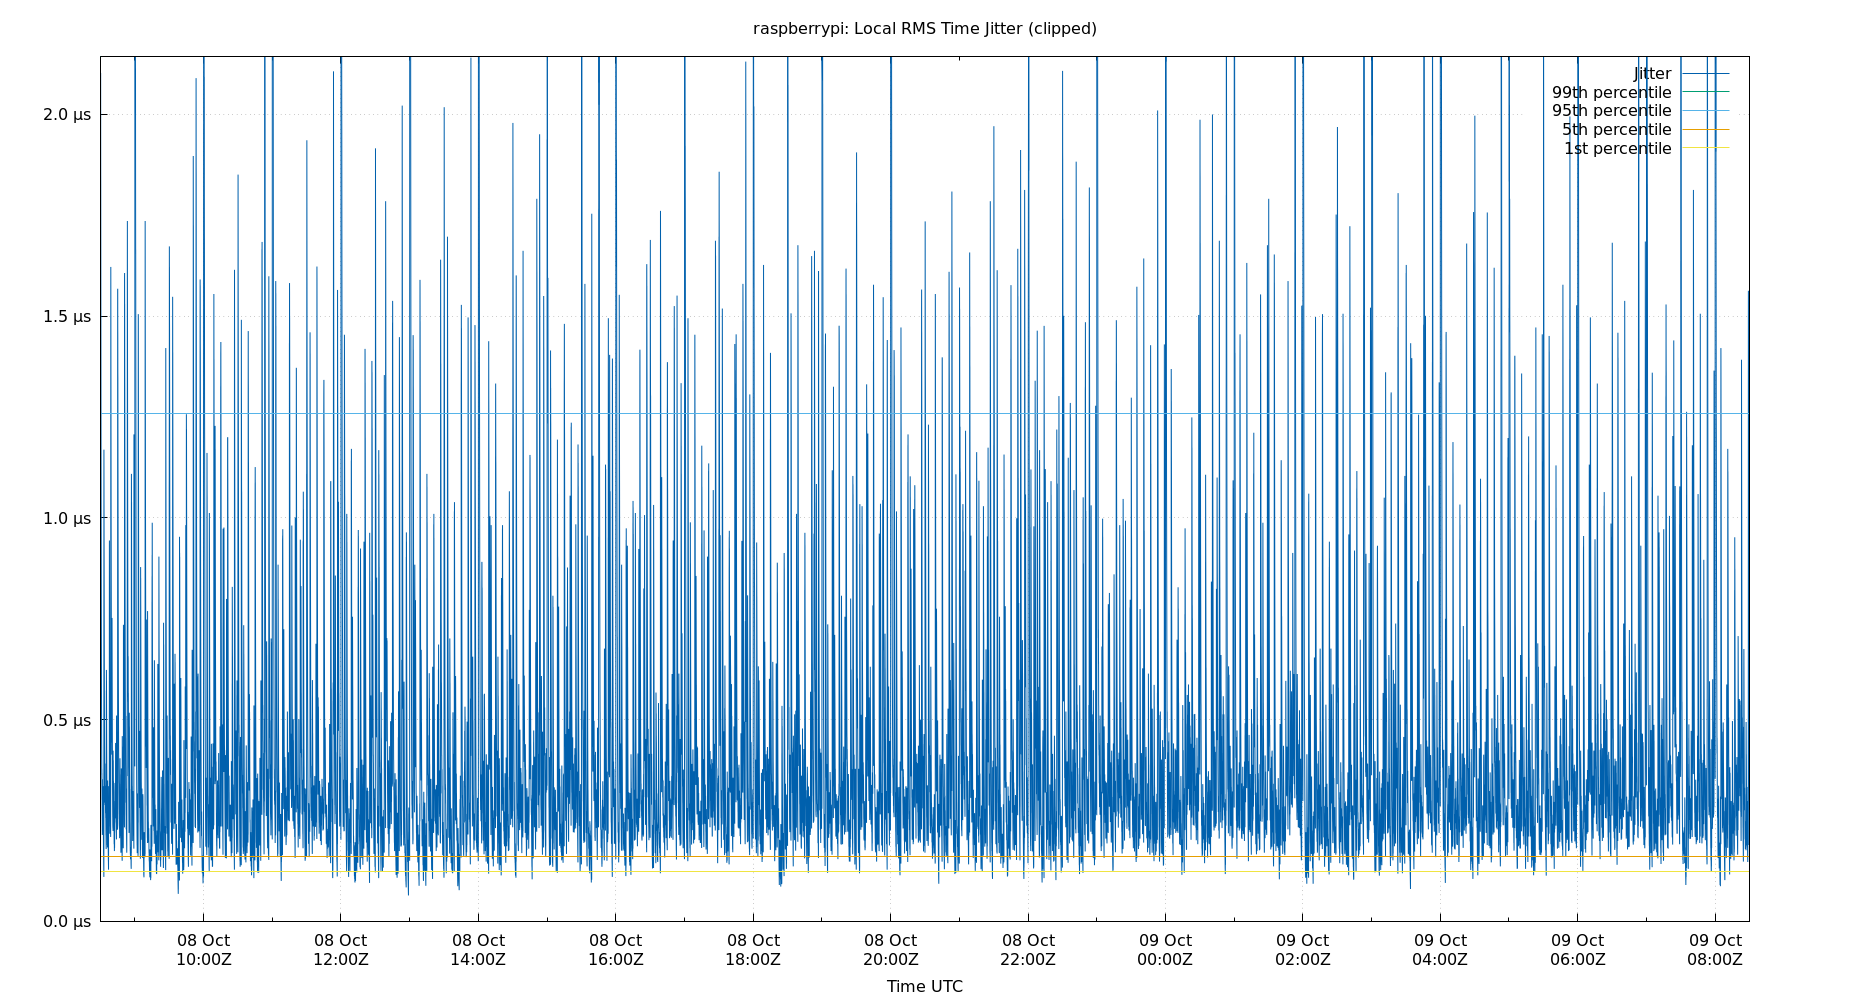 raspberrypi: Local RMS Time Jitter (clipped)
Jitter
99th percentile
95th percentile
5th percentile
1st percentile
2.0 µs
1.5 µs
1.0 µs
0.5 µs
0.0 µs
08 Oct 08 Oct 08 Oct 08 Oct 08 Oct 08 Oct 08 Oct 09 Oct 09 Oct 09 Oct 09 Oct 09 Oct
10:00Z 12:00Z 14:00Z 16:00Z 18:00Z 20:00Z 22:00Z 00:00Z 02:00Z 04:00Z 06:00Z 08:00Z
Time UTC